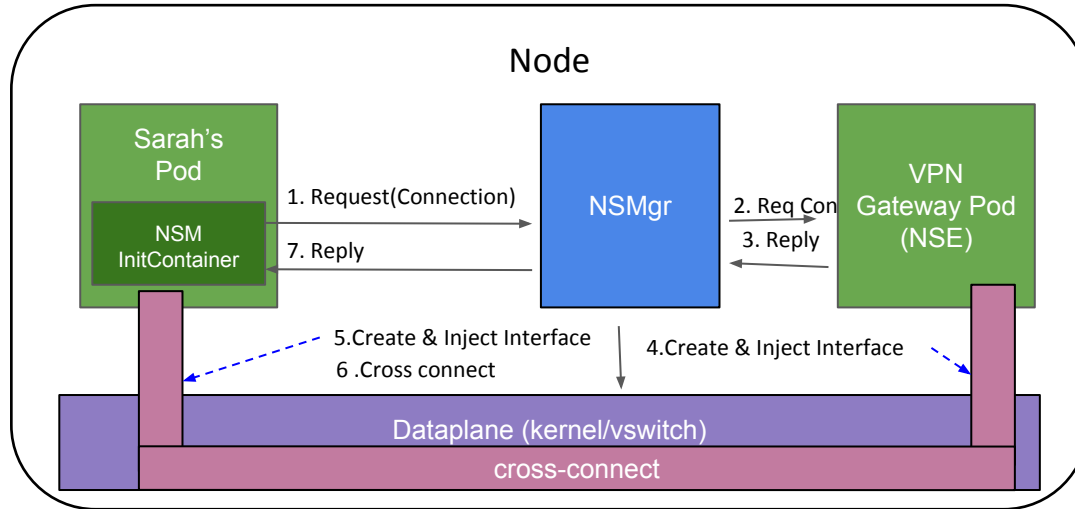 Node
Sarah's
Pod
NSM
InitContainer
1. Request(Connection)
7. Reply
NSMgr
2. Req Con
3. Reply
VPN
Gateway Pod
(NSE)
5.Create & Inject Interface
6 .Cross connect
4.Create & Inject Interface
Dataplane (kernel/vswitch)
cross-connect